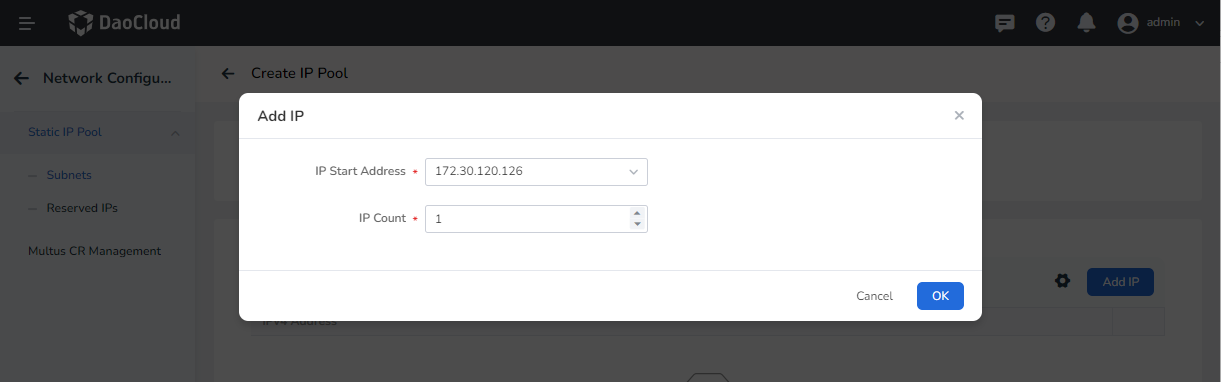 DaoCloud
admin
Network Configu...
Create IP Pool
Static IP Pool
Subnets
Reserved IPs
Multus CR Management
Add IP
IP Start Address * 172.30.120.126
IP Count * 1
Cancel
OK
Add IP
IPv4 Address